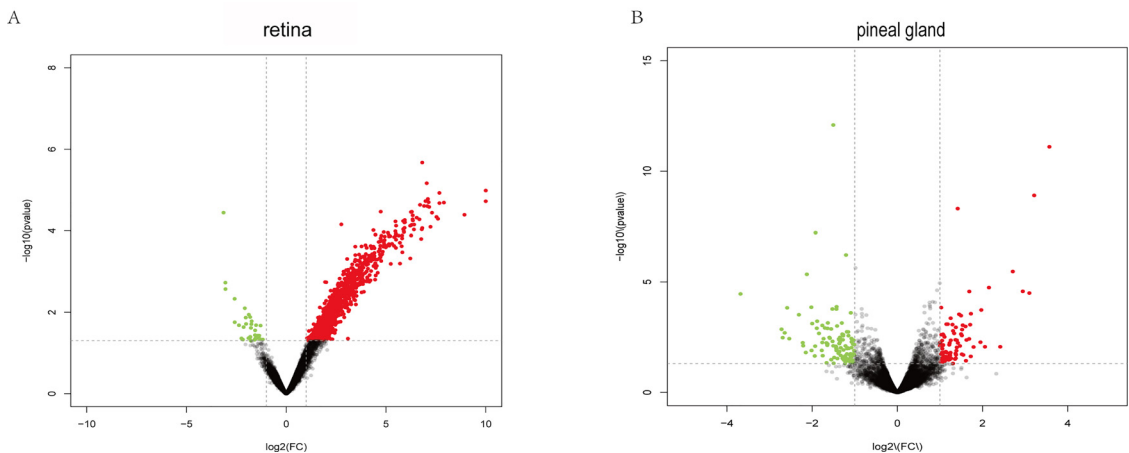 A
retina
−log10(pvalue)
8
6
4
2
0
−10
−5
0
5
10
log2(FC)
B
pineal gland
−log10\(pvalue\)
15
10
5
0
−4
−2
0
2
4
log2\(FC\)